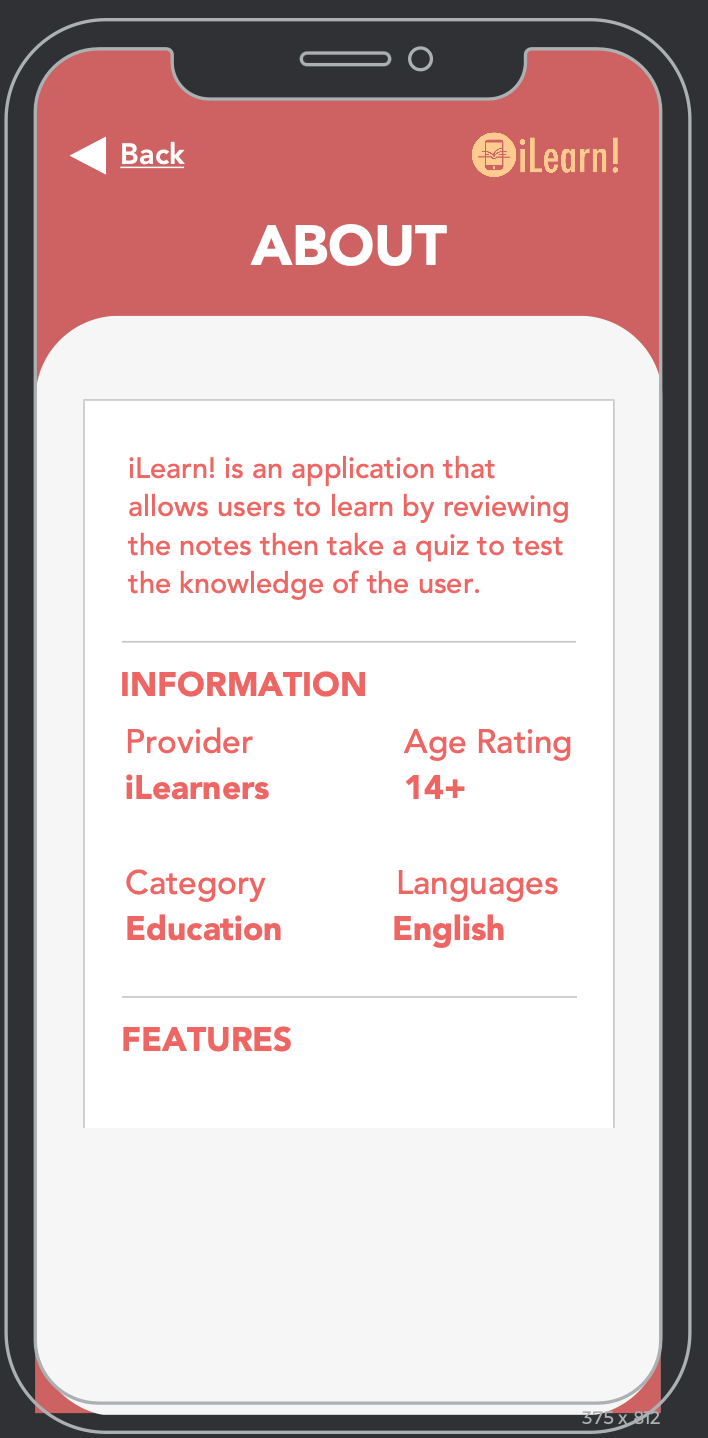 Back
iLearn!
ABOUT
iLearn! is an application that
allows users to learn by reviewing
the notes then take a quiz to test
the knowledge of the user.
INFORMATION
Provider Age Rating
iLearners 14+
Category Languages
Education English
FEATURES
375 x 812